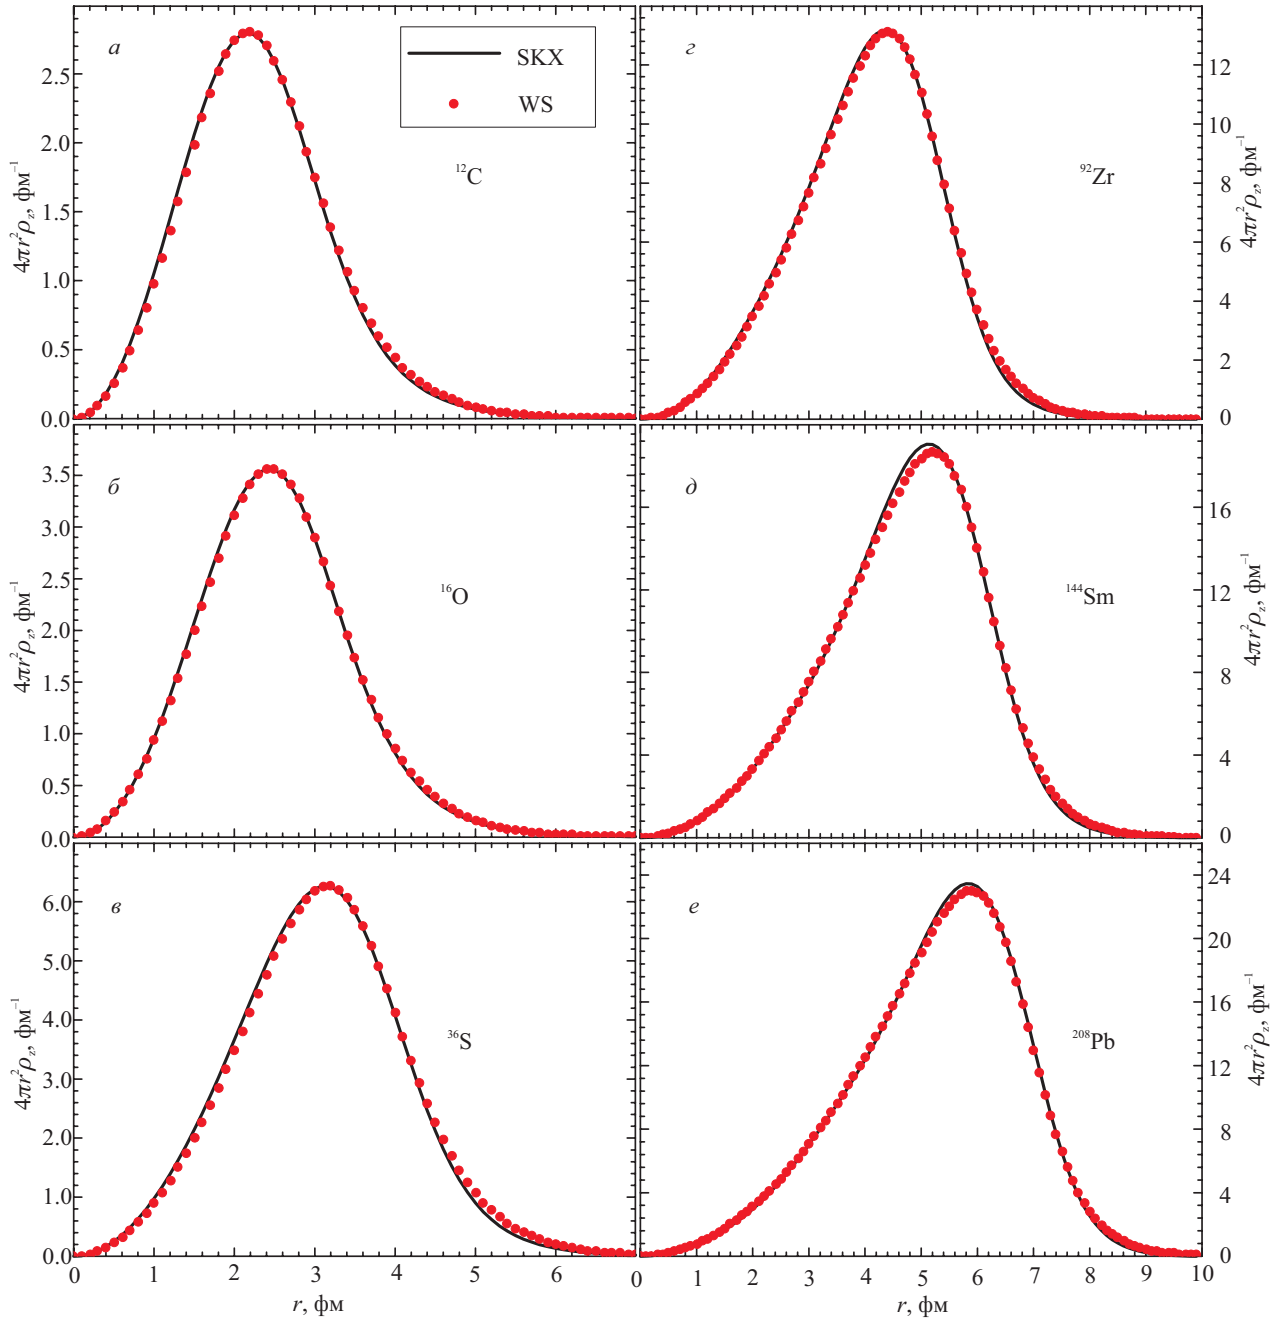 а
SKX
WS
¹²C
4πr²ρ_z, фм⁻¹
2.5
2.0
1.5
1.0
0.5
0.0
г
⁹²Zr
12
10
8
6
4
2
0
4πr²ρ_z, фм⁻¹
б
¹⁶O
4πr²ρ_z, фм⁻¹
3.5
3.0
2.5
2.0
1.5
1.0
0.5
0.0
д
¹⁴⁴Sm
16
12
8
4
0
4πr²ρ_z, фм⁻¹
в
³⁶S
4πr²ρ_z, фм⁻¹
6.0
5.0
4.0
3.0
2.0
1.0
0.0
0 1 2 3 4 5 6
r, фм
е
²⁰⁸Pb
24
20
16
12
8
4
0
4πr²ρ_z, фм⁻¹
0 1 2 3 4 5 6 7 8 9 10
r, фм